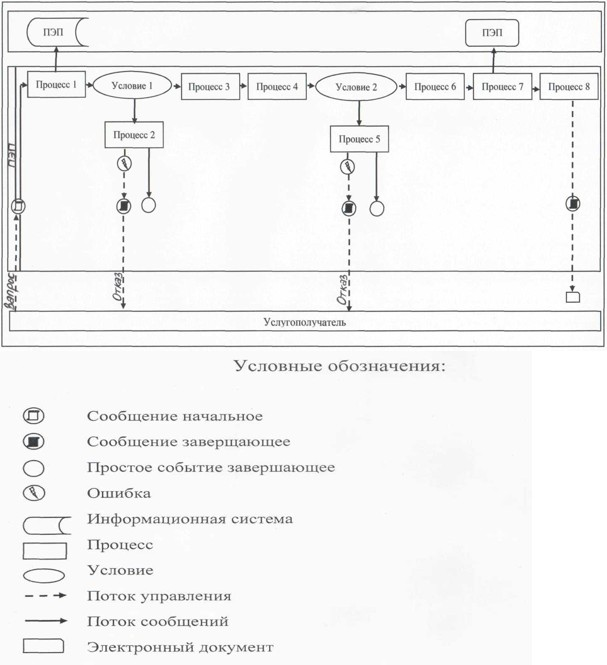 ПЭП
ПЭП
Процесс 1
Условие 1
Процесс 3
Процесс 4
Условие 2
Процесс 6
Процесс 7
Процесс 8
Процесс 2
Процесс 5
ПЭП
Вапрос
Отказ
Отказ
Услугополучатель
Условные обозначения:
Сообщение начальное
Сообщение заверщающее
Простое событие завершающее
Ошибка
Информационная система
Процесс
Условие
Поток управления
Поток сообщений
Электронный документ